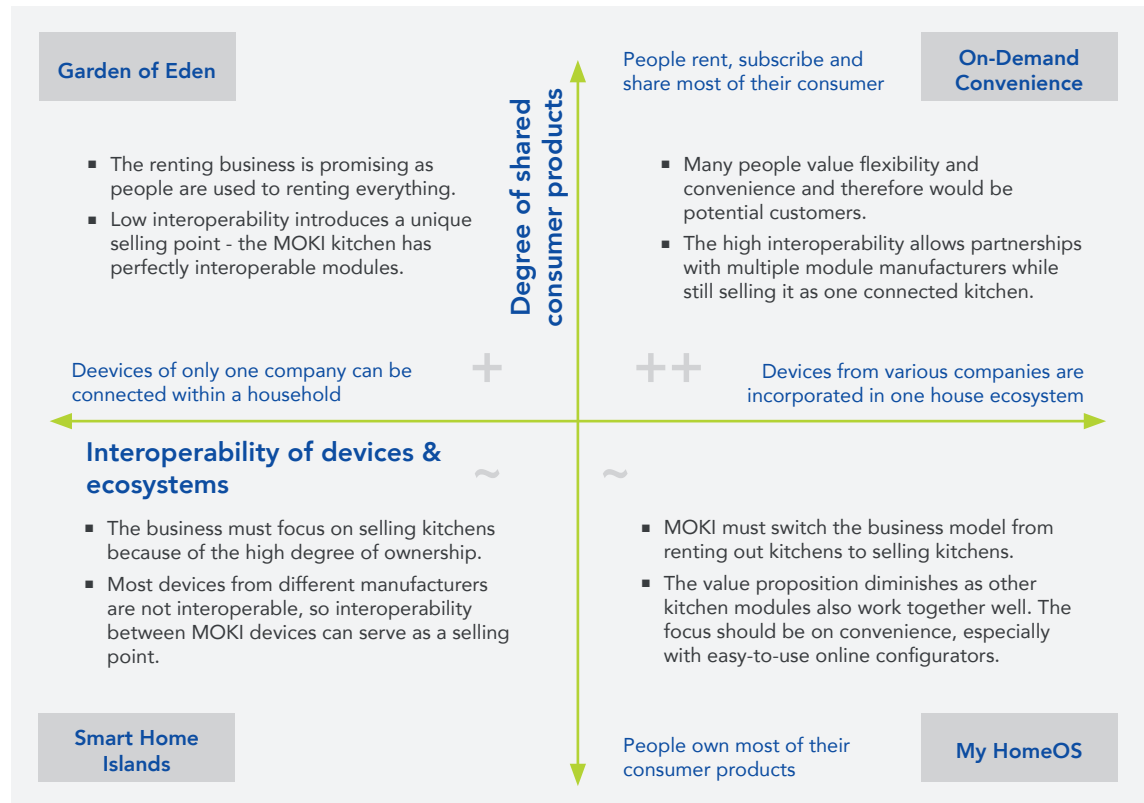 Garden of Eden
People rent, subscribe and
share most of their consumer
On-Demand
Convenience
Degree of shared
consumer products
▪ The renting business is promising as
people are used to renting everything.
▪ Low interoperability introduces a unique
selling point - the MOKI kitchen has
perfectly interoperable modules.
▪ Many people value flexibility and
convenience and therefore would be
potential customers.
▪ The high interoperability allows partnerships
with multiple module manufacturers while
still selling it as one connected kitchen.
Deevices of only one company can be
connected within a household
+
++
Devices from various companies are
incorporated in one house ecosystem
Interoperability of devices &
ecosystems
~
~
▪ The business must focus on selling kitchens
because of the high degree of ownership.
▪ Most devices from different manufacturers
are not interoperable, so interoperability
between MOKI devices can serve as a selling
point.
▪ MOKI must switch the business model from
renting out kitchens to selling kitchens.
▪ The value proposition diminishes as other
kitchen modules also work together well. The
focus should be on convenience, especially
with easy-to-use online configurators.
Smart Home
Islands
People own most of their
consumer products
My HomeOS